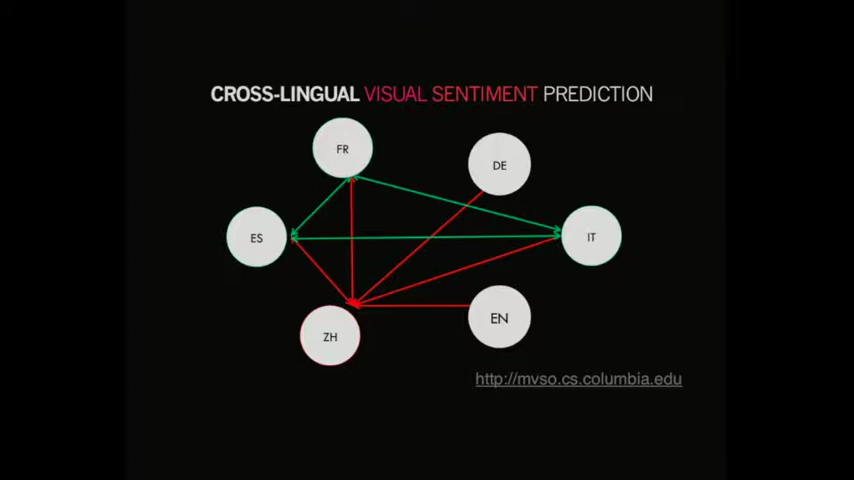 CROSS-LINGUAL VISUAL SENTIMENT PREDICTION
FR
DE
ES
IT
ZH
EN
http://mvso.cs.columbia.edu